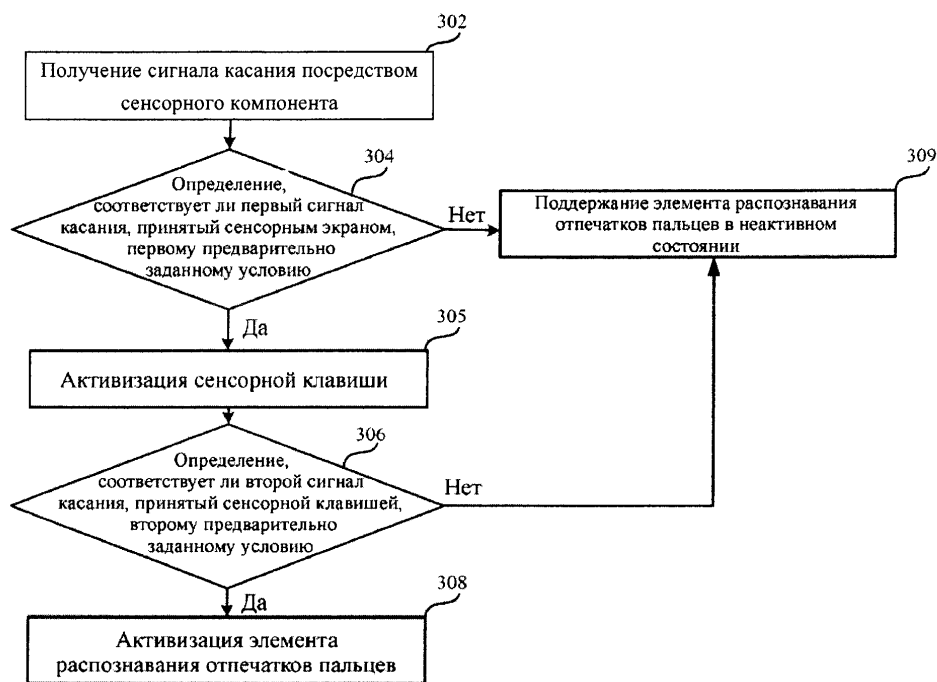 302
Получение сигнала касания посредством
сенсорного компонента
304
Определение,
соответствует ли первый сигнал
касания, принятый сенсорным экраном,
первому предварительно
заданному условию
Нет
309
Поддержание элемента распознавания
отпечатков пальцев в неактивном
состоянии
Да
305
Активизация сенсорной клавиши
306
Определение,
соответствует ли второй сигнал
касания, принятый сенсорной клавишей,
второму предварительно
заданному условию
Нет
Да
308
Активизация элемента
распознавания отпечатков пальцев